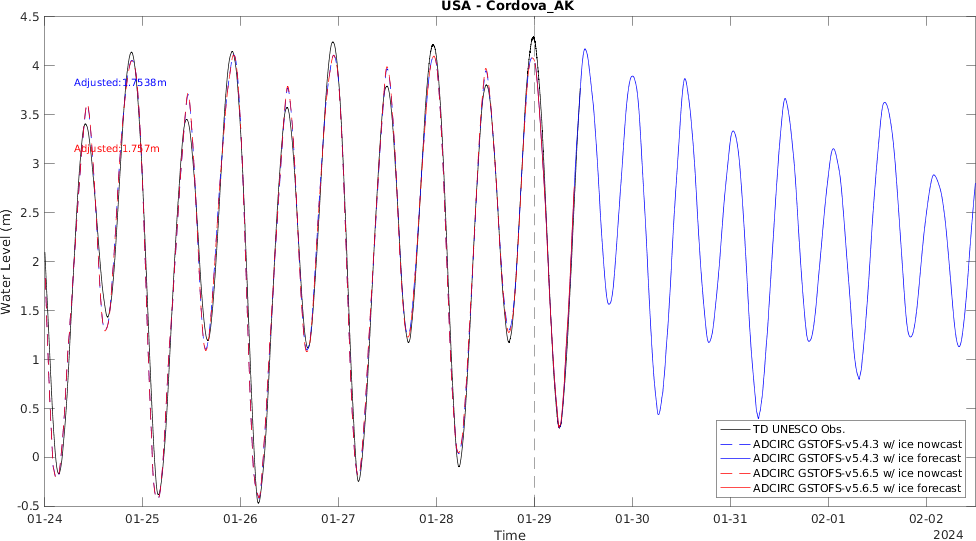 USA - Cordova_AK
4.5
4
3.5
3
2.5
2
1.5
1
0.5
0
-0.5
Water Level (m)
Adjusted:1.7538m
Adjusted:1.757m
TD UNESCO Obs.
ADCIRC GSTOFS-v5.4.3 w/ ice nowcast
ADCIRC GSTOFS-v5.4.3 w/ ice forecast
ADCIRC GSTOFS-v5.6.5 w/ ice nowcast
ADCIRC GSTOFS-v5.6.5 w/ ice forecast
01-24 01-25 01-26 01-27 01-28 01-29 01-30 01-31 02-01 02-02
Time
2024